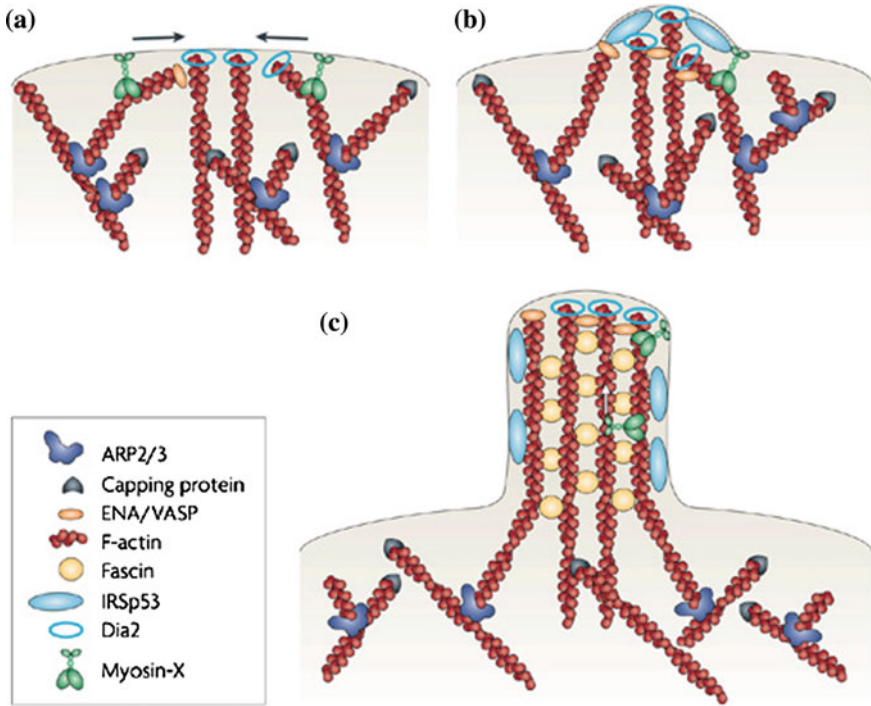 (a)
(b)
(c)
ARP2/3
Capping protein
ENA/VASP
F-actin
Fascin
IRSp53
Dia2
Myosin-X